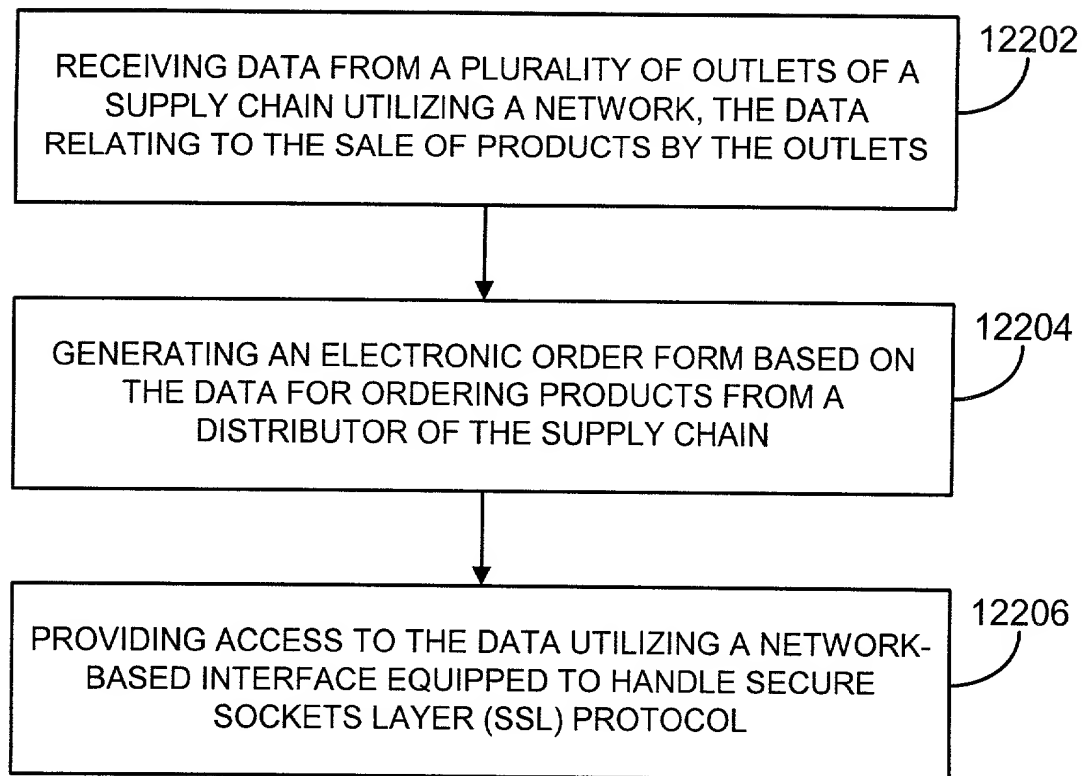 12202
RECEIVING DATA FROM A PLURALITY OF OUTLETS OF A
SUPPLY CHAIN UTILIZING A NETWORK, THE DATA
RELATING TO THE SALE OF PRODUCTS BY THE OUTLETS
12204
GENERATING AN ELECTRONIC ORDER FORM BASED ON
THE DATA FOR ORDERING PRODUCTS FROM A
DISTRIBUTOR OF THE SUPPLY CHAIN
12206
PROVIDING ACCESS TO THE DATA UTILIZING A NETWORK-
BASED INTERFACE EQUIPPED TO HANDLE SECURE
SOCKETS LAYER (SSL) PROTOCOL